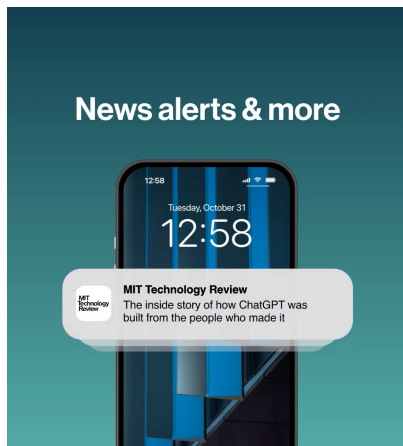 News alerts & more
12:58
Tuesday, October 31
12:58
MIT Technology Review
MIT
Technology
Review
The inside story of how ChatGPT was
built from the people who made it